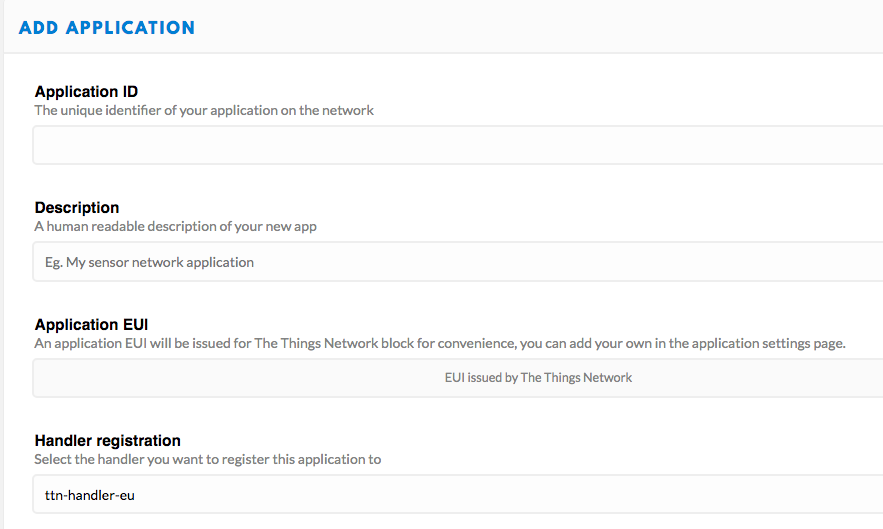 ADD APPLICATION
Application ID
The unique identifier of your application on the network
Description
A human readable description of your new app
Eg. My sensor network application
Application EUI
An application EUI will be issued for The Things Network block for convenience, you can add your own in the application settings page.
EUI issued by The Things Network
Handler registration
Select the handler you want to register this application to
ttn-handler-eu